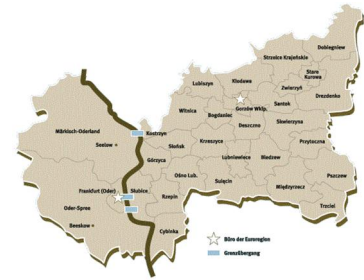 Dobiegniew
Strzelce Krajeńskie
Stare
Kurowo
Kłodawa
Lubiszyn
Zwierzyń
Drezdenko
Santok
Gorzów Wklp.
Witnica
Bogdaniec
Deszczno
Skwierzyna
Kostrzyn
Märkisch-Oderland
Seelow
Słońsk
Krzeszyce
Przytoczna
Górzyca
Lubniewice
Bledzew
Ośno Lub.
Sulęcin
Międzyrzecz
Pszczew
Frankfurt (Oder)
Słubice
Rzepin
Trzciel
Oder-Spree
Beeskow
Cybinka
Büro der Euroregion
Grenzübergang